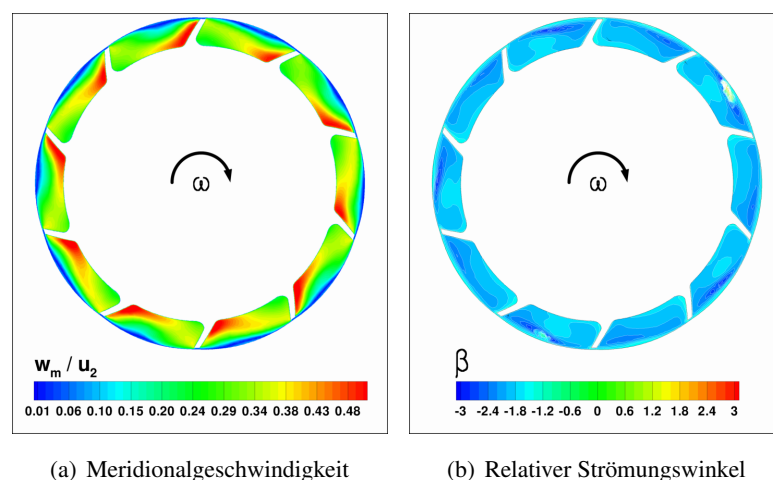 ω
w_m / u_2
0.01 0.06 0.10 0.15 0.20 0.24 0.29 0.34 0.38 0.43 0.48
(a) Meridionalgeschwindigkeit
ω
β
-3 -2.4 -1.8 -1.2 -0.6 0 0.6 1.2 1.8 2.4 3
(b) Relativer Strömungswinkel